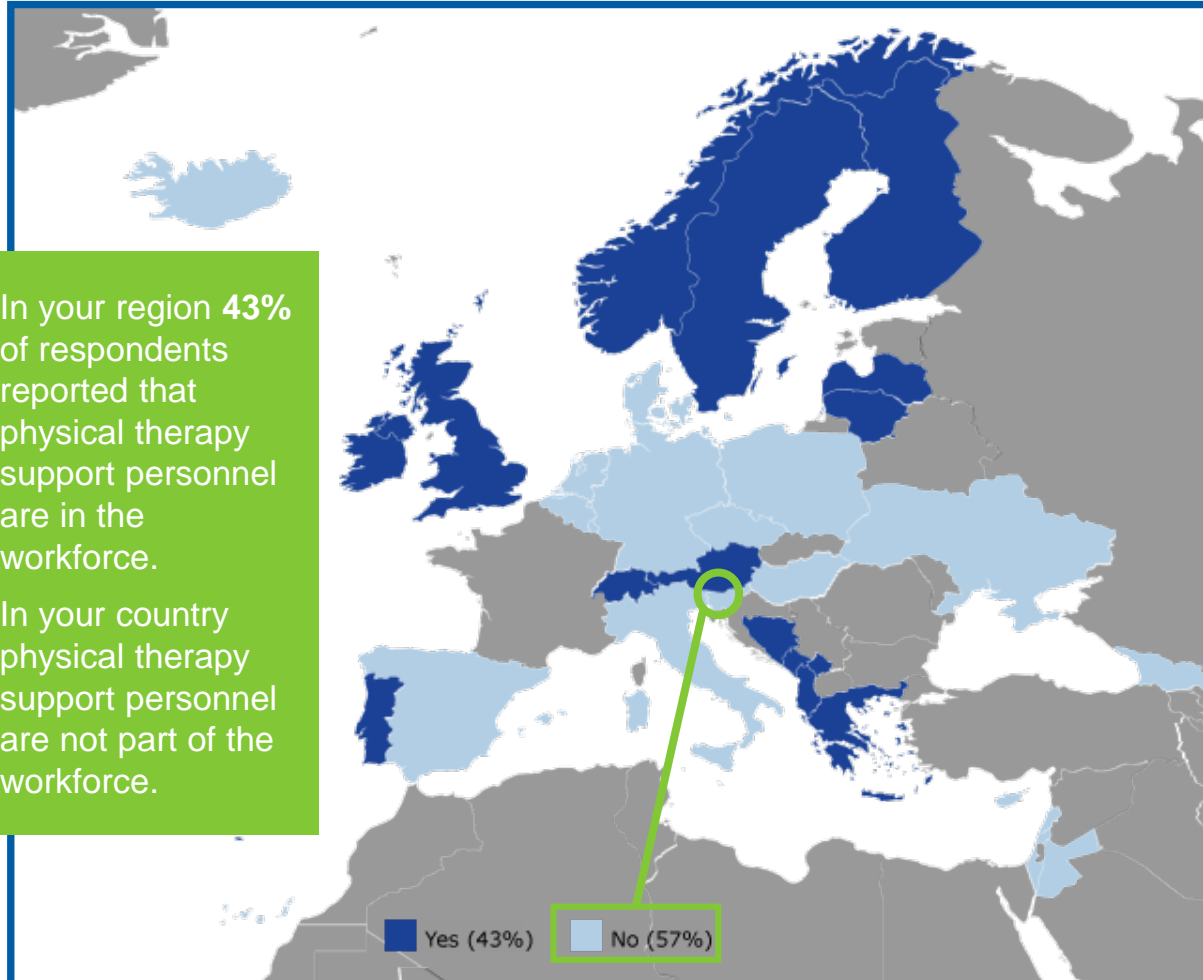 In your region 43%
of respondents
reported that
physical therapy
support personnel
are in the
workforce.
In your country
physical therapy
support personnel
are not part of the
workforce.
Yes (43%)
No (57%)